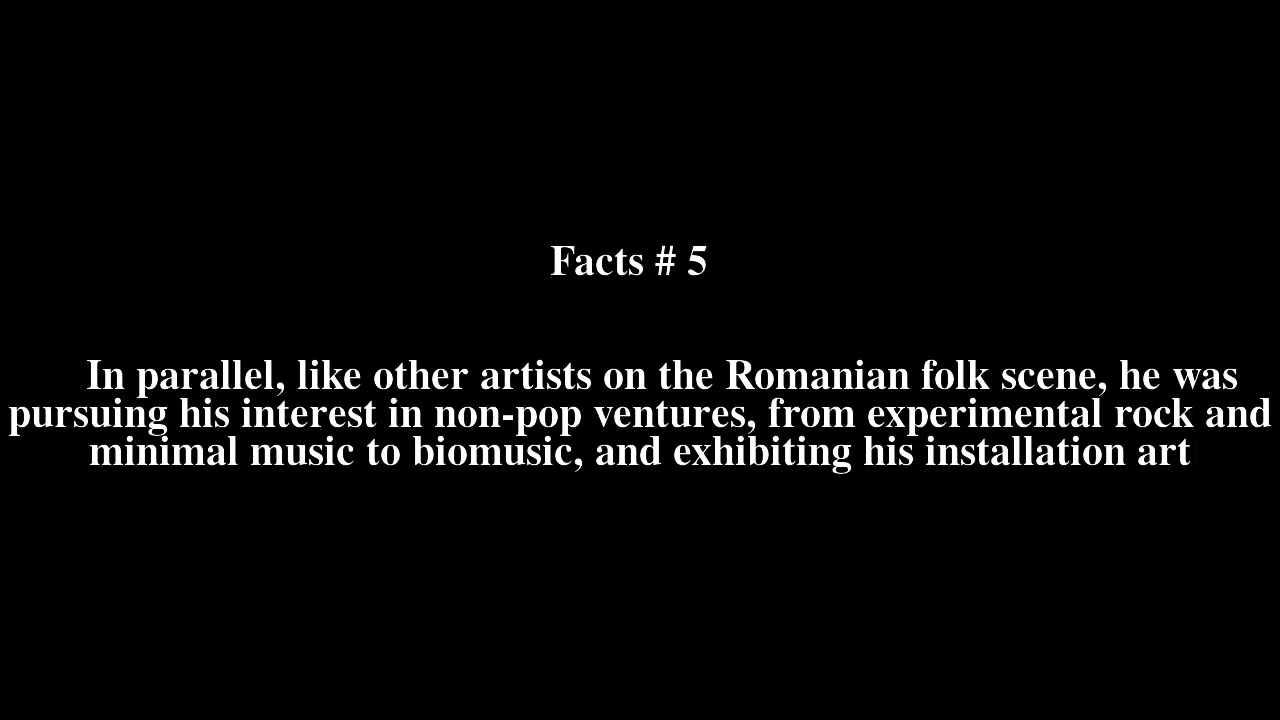 Facts # 5
In parallel, like other artists on the Romanian folk scene, he was
pursuing his interest in non-pop ventures, from experimental rock and
minimal music to biomusic, and exhibiting his installation art